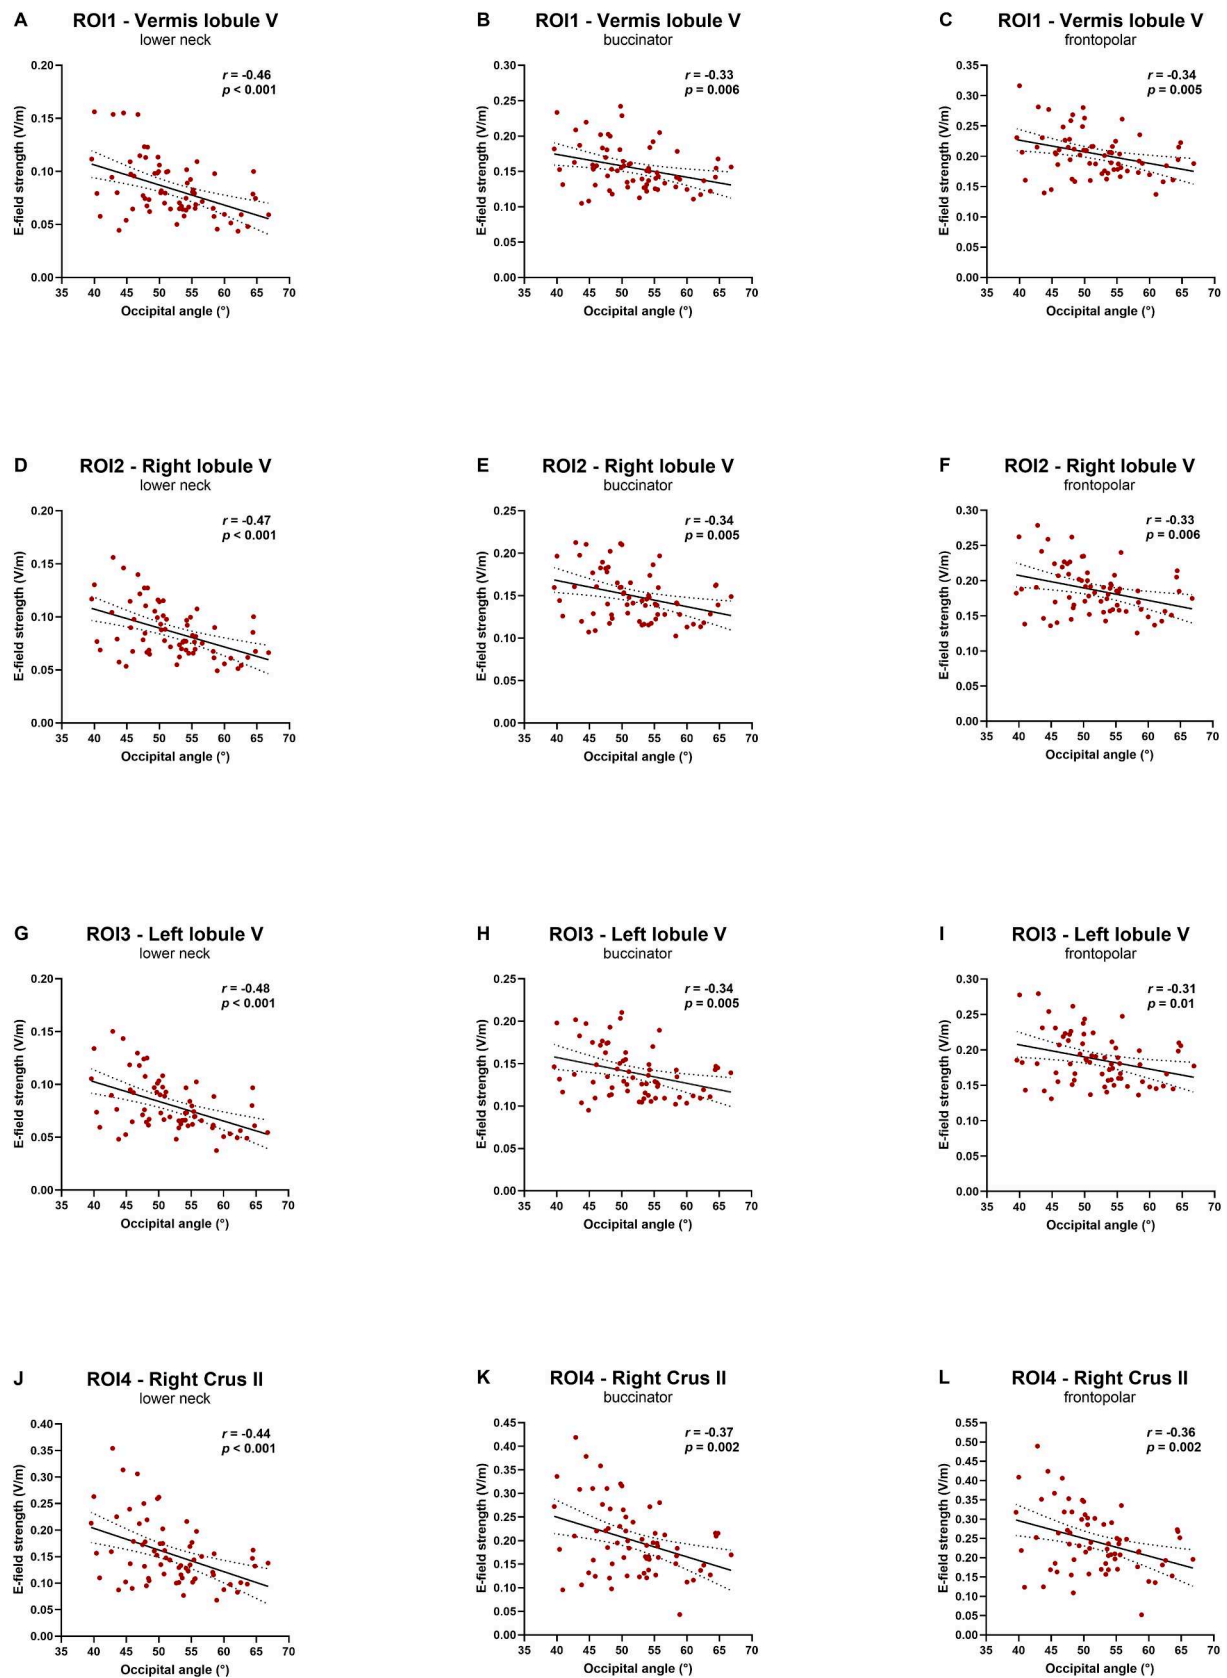 A
ROI1 - Vermis lobule V
lower neck
r = -0.46
p < 0.001
E-field strength (V/m)
0.20
0.15
0.10
0.05
0.00
35 40 45 50 55 60 65 70
Occipital angle (°)
B
ROI1 - Vermis lobule V
buccinator
r = -0.33
p = 0.006
E-field strength (V/m)
0.30
0.25
0.20
0.15
0.10
0.05
0.00
35 40 45 50 55 60 65 70
Occipital angle (°)
C
ROI1 - Vermis lobule V
frontopolar
r = -0.34
p = 0.005
E-field strength (V/m)
0.35
0.30
0.25
0.20
0.15
0.10
0.05
0.00
35 40 45 50 55 60 65 70
Occipital angle (°)
D
ROI2 - Right lobule V
lower neck
r = -0.47
p < 0.001
E-field strength (V/m)
0.20
0.15
0.10
0.05
0.00
35 40 45 50 55 60 65 70
Occipital angle (°)
E
ROI2 - Right lobule V
buccinator
r = -0.34
p = 0.005
E-field strength (V/m)
0.25
0.20
0.15
0.10
0.05
0.00
35 40 45 50 55 60 65 70
Occipital angle (°)
F
ROI2 - Right lobule V
frontopolar
r = -0.33
p = 0.006
E-field strength (V/m)
0.30
0.25
0.20
0.15
0.10
0.05
0.00
35 40 45 50 55 60 65 70
Occipital angle (°)
G
ROI3 - Left lobule V
lower neck
r = -0.48
p < 0.001
E-field strength (V/m)
0.20
0.15
0.10
0.05
0.00
35 40 45 50 55 60 65 70
Occipital angle (°)
H
ROI3 - Left lobule V
buccinator
r = -0.34
p = 0.005
E-field strength (V/m)
0.25
0.20
0.15
0.10
0.05
0.00
35 40 45 50 55 60 65 70
Occipital angle (°)
I
ROI3 - Left lobule V
frontopolar
r = -0.31
p = 0.01
E-field strength (V/m)
0.30
0.25
0.20
0.15
0.10
0.05
0.00
35 40 45 50 55 60 65 70
Occipital angle (°)
J
ROI4 - Right Crus II
lower neck
r = -0.44
p < 0.001
E-field strength (V/m)
0.40
0.35
0.30
0.25
0.20
0.15
0.10
0.05
0.00
35 40 45 50 55 60 65 70
Occipital angle (°)
K
ROI4 - Right Crus II
buccinator
r = -0.37
p = 0.002
E-field strength (V/m)
0.45
0.40
0.35
0.30
0.25
0.20
0.15
0.10
0.05
0.00
35 40 45 50 55 60 65 70
Occipital angle (°)
L
ROI4 - Right Crus II
frontopolar
r = -0.36
p = 0.002
E-field strength (V/m)
0.55
0.50
0.45
0.40
0.35
0.30
0.25
0.20
0.15
0.10
0.05
0.00
35 40 45 50 55 60 65 70
Occipital angle (°)